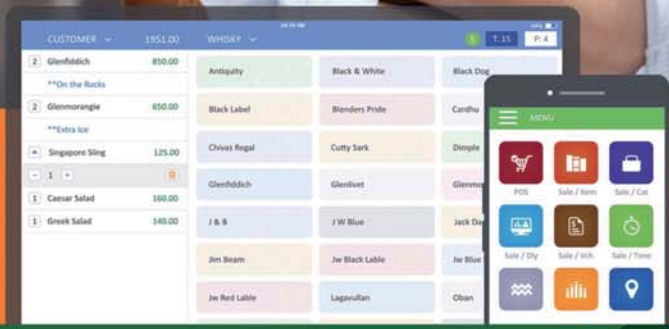 CUSTOMER 1951.00 WHISKY 5 T: 15 P: 4
2 Glenfiddich 850.00
**On the Rocks
2 Glenmorangie 650.00
**Extra Ice
Singapore Sling 125.00
- 1 +
1 Caesar Salad 160.00
1 Greek Salad 140.00
Antiquity Black & White Black Dog
Black Label Blenders Pride Cardhu
Chivas Regal Cutty Sark Dimple
Glenfiddich Glenlivet
J & B J W Blue
Jim Beam Jw Black Lable
Jw Red Lable Lagavullan Oban
MENU
POS Sale / Item Sale / Cat
Sale / Dly Sale / Vch Sale / Time